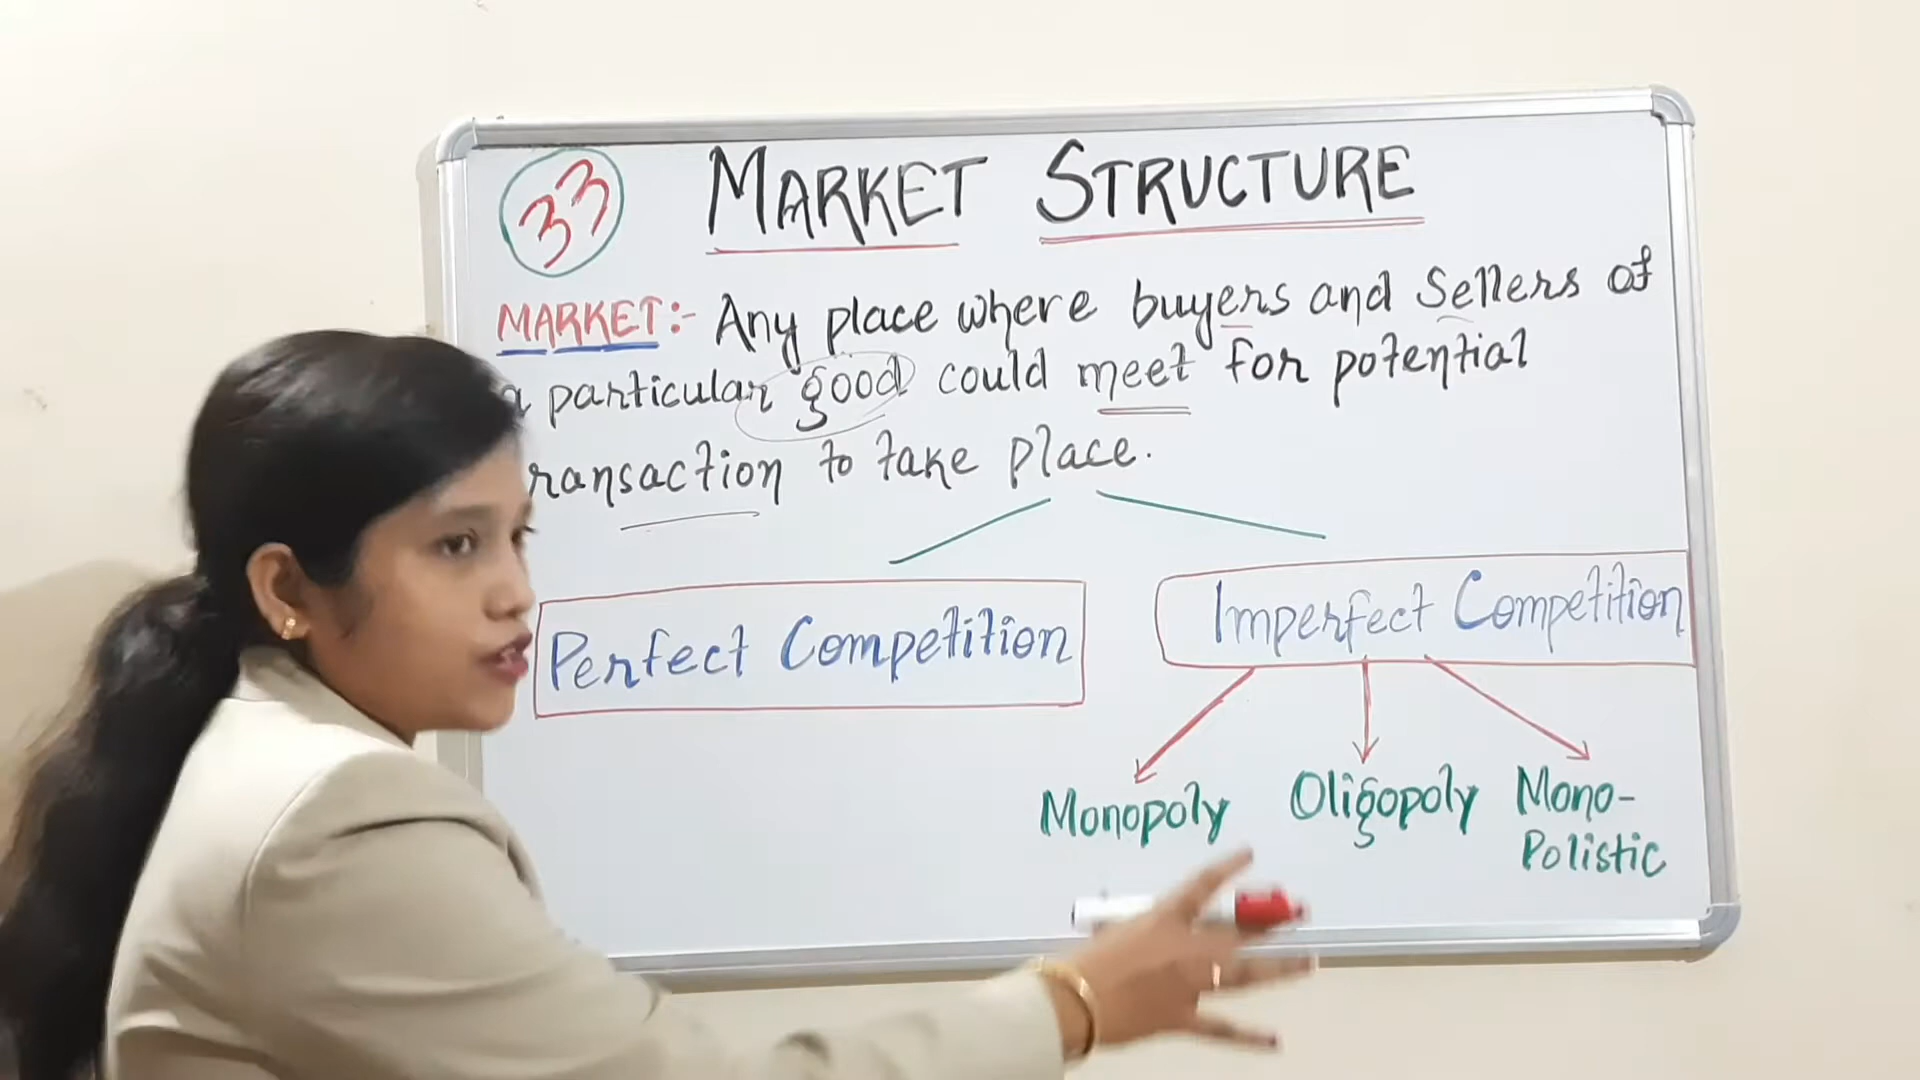 33 MARKET STRUCTURE
MARKET:- Any place where buyers and Sellers of
a particular good could meet for potential
ransaction to take place.
Perfect Competition
Imperfect Competition
Monopoly
Oligopoly
Mono-
Polistic